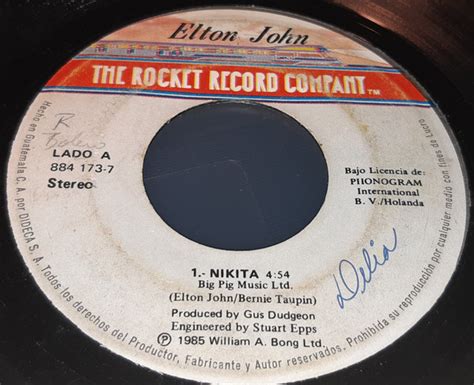 Elton John
THE ROCKET RECORD COMPANY™
R
Bolero
LADO A
884 173-7
Stereo
Bajo Licencia de:
PHONOGRAM
International
B. V./Holanda
1.- NIKITA 4:54
Big Pig Music Ltd.
(Elton John/Bernie Taupin)
Produced by Gus Dudgeon
Engineered by Stuart Epps
℗ 1985 William A. Bong Ltd.
Delia
Hecho en Guatemala C. A. por DIDECA S. A. Todos los derechos del Productor, Fabricante y Autor reservados. Prohibida su reproducción por cualquier medio con fines de Lucro